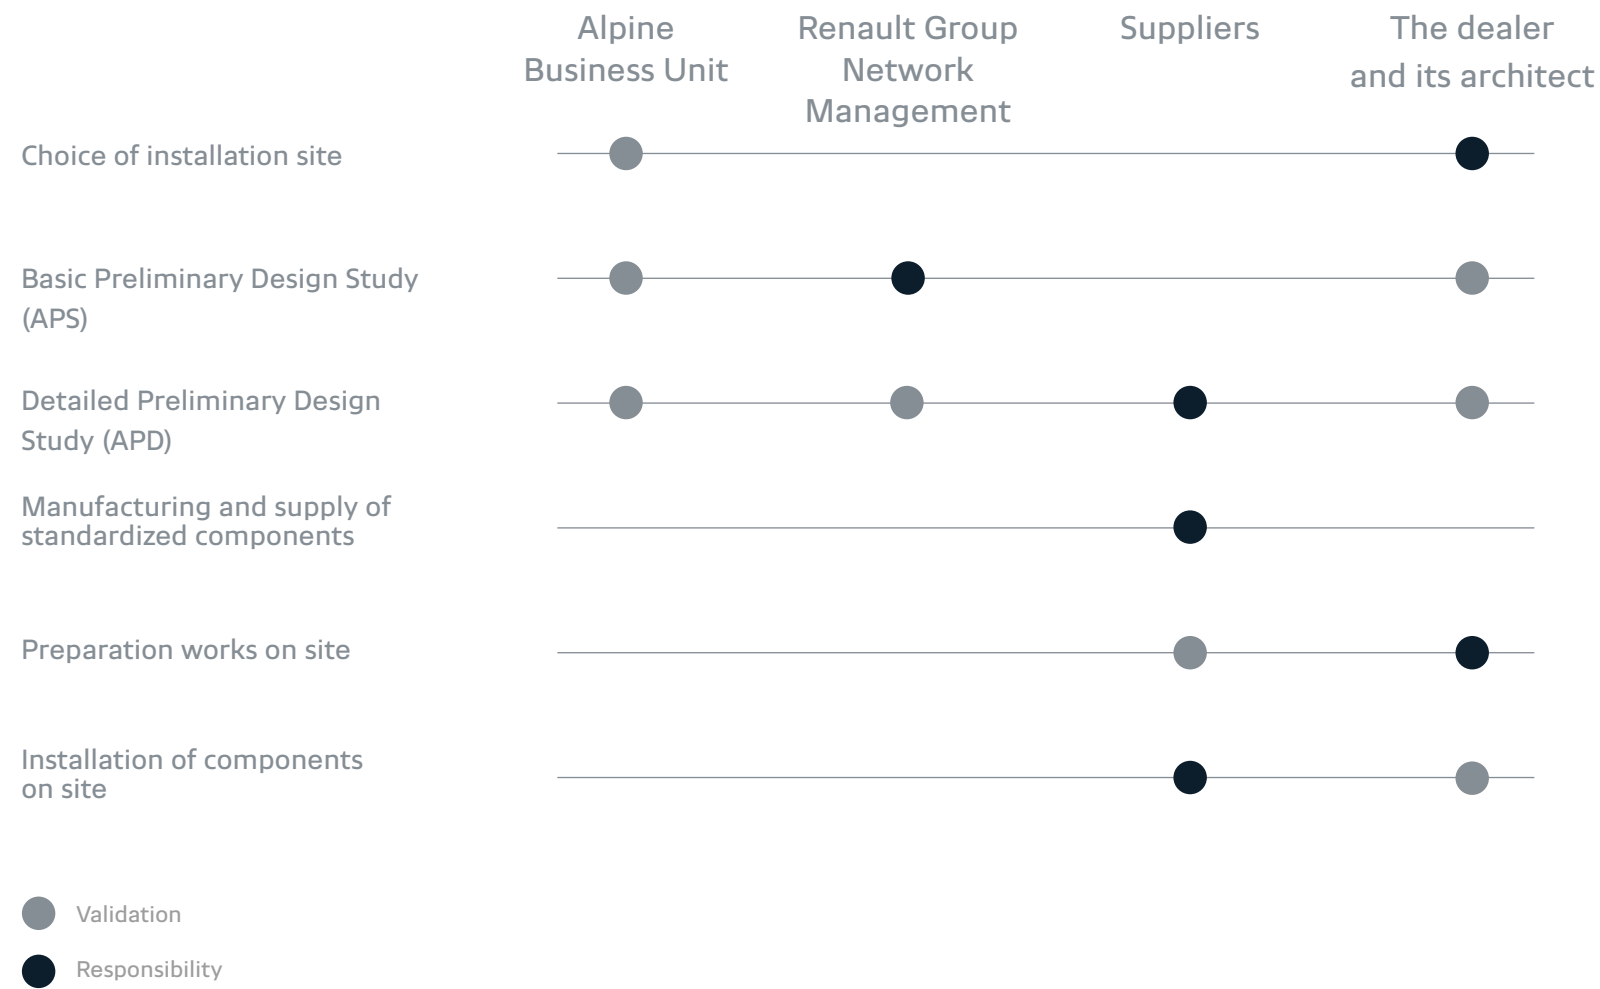 Alpine
Business Unit
Renault Group
Network
Management
Suppliers
The dealer
and its architect
Choice of installation site
Basic Preliminary Design Study
(APS)
Detailed Preliminary Design
Study (APD)
Manufacturing and supply of
standardized components
Preparation works on site
Installation of components
on site
Validation
Responsibility